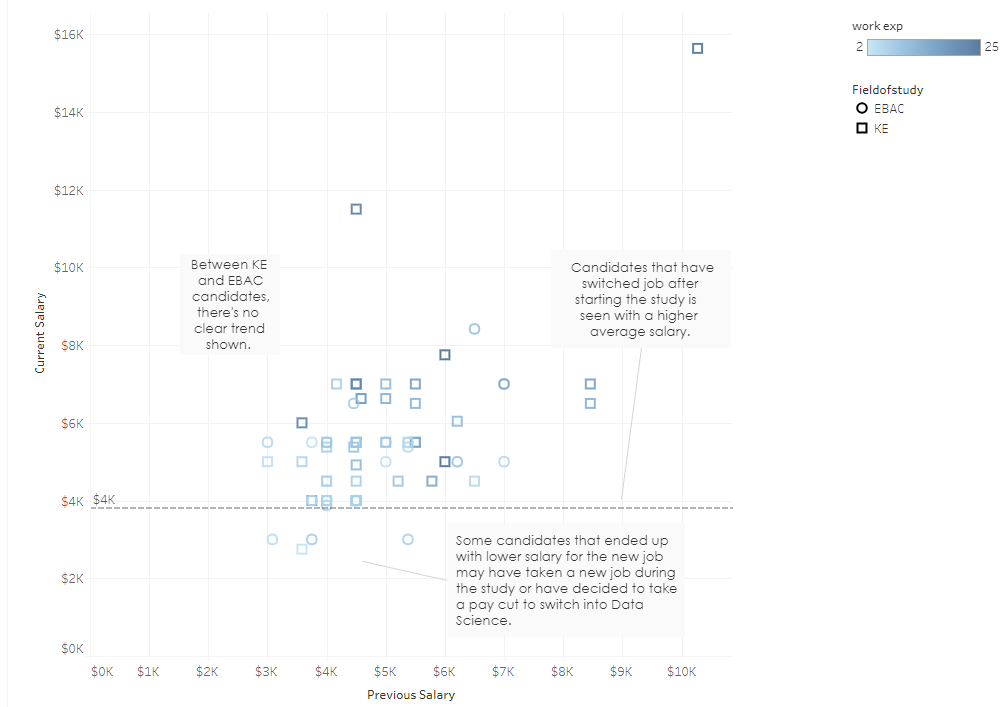 $16K
$14K
$12K
$10K
$8K
$6K
$4K
$2K
$0K
Current Salary
$4K
Between KE
and EBAC
candidates,
there's no
clear trend
shown.
Candidates that have
switched job after
starting the study is
seen with a higher
average salary.
Some candidates that ended up
with lower salary for the new job
may have taken a new job during
the study or have decided to take
a pay cut to switch into Data
Science.
$0K $1K $2K $3K $4K $5K $6K $7K $8K $9K $10K
Previous Salary
work exp
2 25
Fieldofstudy
EBAC
KE